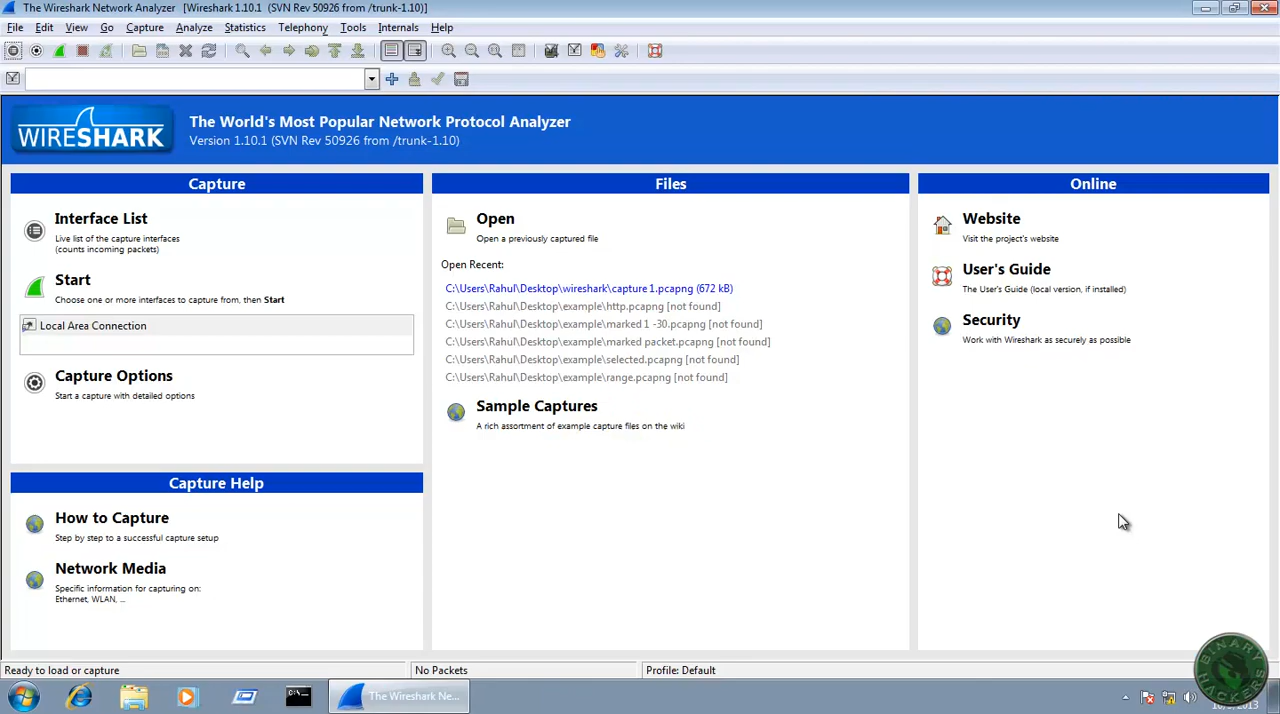 The Wireshark Network Analyzer [Wireshark 1.10.1 (SVN Rev 50926 from /trunk-1.10)]
File Edit View Go Capture Analyze Statistics Telephony Tools Internals Help
WIRESHARK
The World's Most Popular Network Protocol Analyzer
Version 1.10.1 (SVN Rev 50926 from /trunk-1.10)
Capture
Interface List
Live list of the capture interfaces
(counts incoming packets)
Start
Choose one or more interfaces to capture from, then Start
Local Area Connection
Capture Options
Start a capture with detailed options
Capture Help
How to Capture
Step by step to a successful capture setup
Network Media
Specific information for capturing on:
Ethernet, WLAN, ...
Files
Open
Open a previously captured file
Open Recent:
C:\Users\Rahul\Desktop\wireshark\capture 1.pcapng (672 kB)
C:\Users\Rahul\Desktop\example\http.pcapng [not found]
C:\Users\Rahul\Desktop\example\marked 1 -30.pcapng [not found]
C:\Users\Rahul\Desktop\example\marked packet.pcapng [not found]
C:\Users\Rahul\Desktop\example\selected.pcapng [not found]
C:\Users\Rahul\Desktop\example\range.pcapng [not found]
Sample Captures
A rich assortment of example capture files on the wiki
Online
Website
Visit the project's website
User's Guide
The User's Guide (local version, if installed)
Security
Work with Wireshark as securely as possible
Ready to load or capture
No Packets
Profile: Default
The Wireshark Ne...
BINARY HACKERS